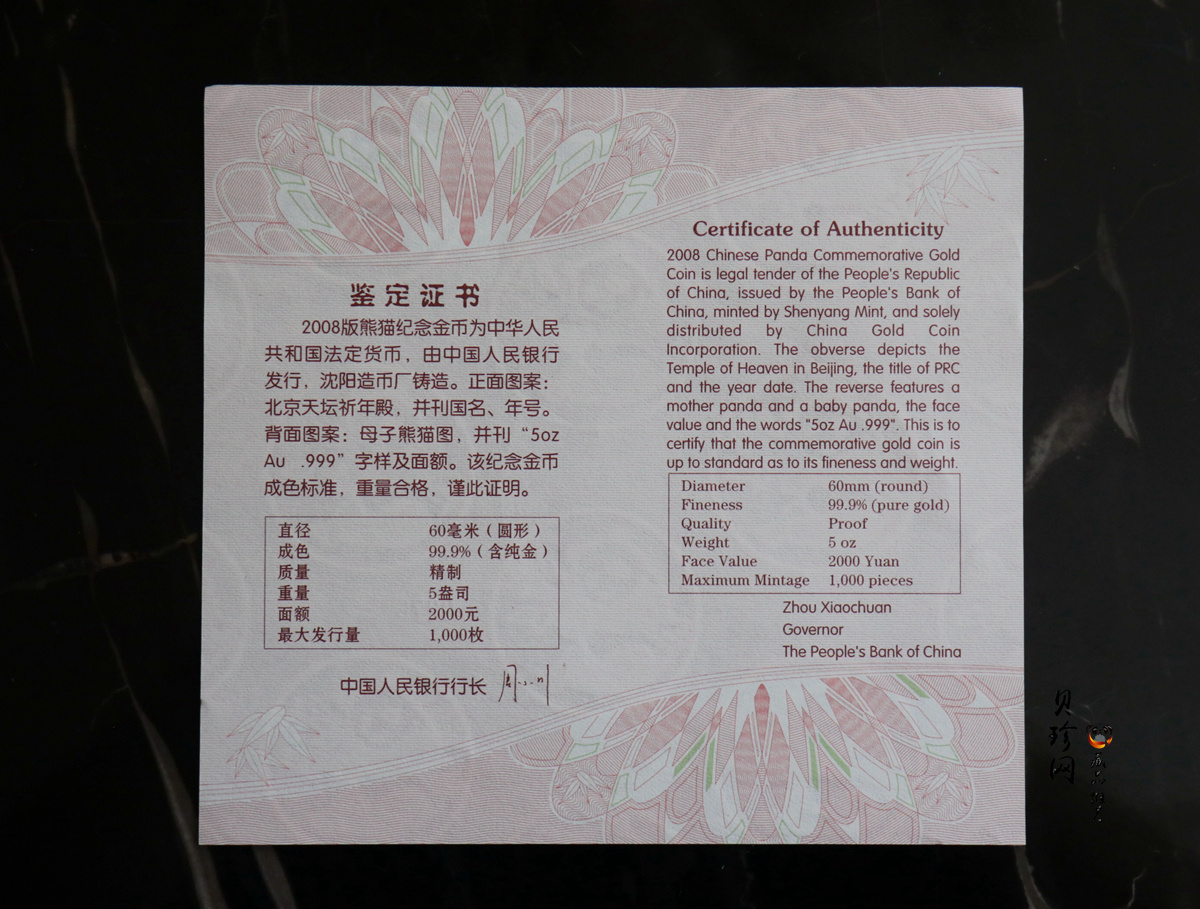 鉴定证书
2008版熊猫纪念金币为中华人民
共和国法定货币，由中国人民银行
发行，沈阳造币厂铸造。正面图案：
北京天坛祈年殿，并刊国名、年号。
背面图案：母子熊猫图，并刊“5oz
Au .999”字样及面额。该纪念金币
成色标准，重量合格，谨此证明。
直径 60毫米（圆形）
成色 99.9%（含纯金）
质量 精制
重量 5盎司
面额 2000元
最大发行量 1,000枚
中国人民银行行长
Certificate of Authenticity
2008 Chinese Panda Commemorative Gold
Coin is legal tender of the People's Republic
of China, issued by the People's Bank of
China, minted by Shenyang Mint, and solely
distributed by China Gold Coin
Incorporation. The obverse depicts the
Temple of Heaven in Beijing, the title of PRC
and the year date. The reverse features a
mother panda and a baby panda, the face
value and the words "5oz Au .999". This is to
certify that the commemorative gold coin is
up to standard as to its fineness and weight.
Diameter 60mm (round)
Fineness 99.9% (pure gold)
Quality Proof
Weight 5 oz
Face Value 2000 Yuan
Maximum Mintage 1,000 pieces
Zhou Xiaochuan
Governor
The People's Bank of China
贝珍网